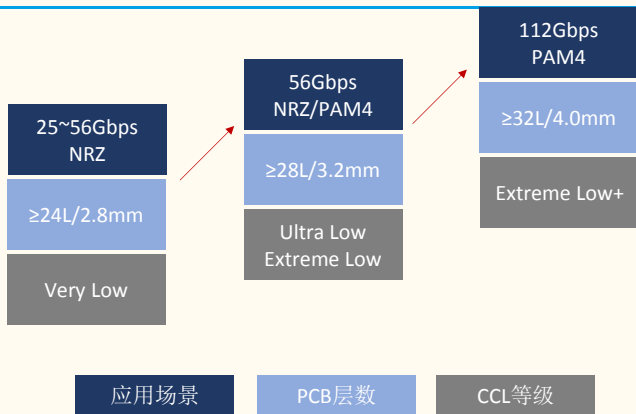 25~56Gbps
NRZ
≥24L/2.8mm
Very Low
56Gbps
NRZ/PAM4
≥28L/3.2mm
Ultra Low
Extreme Low
112Gbps
PAM4
≥32L/4.0mm
Extreme Low+
应用场景
PCB层数
CCL等级